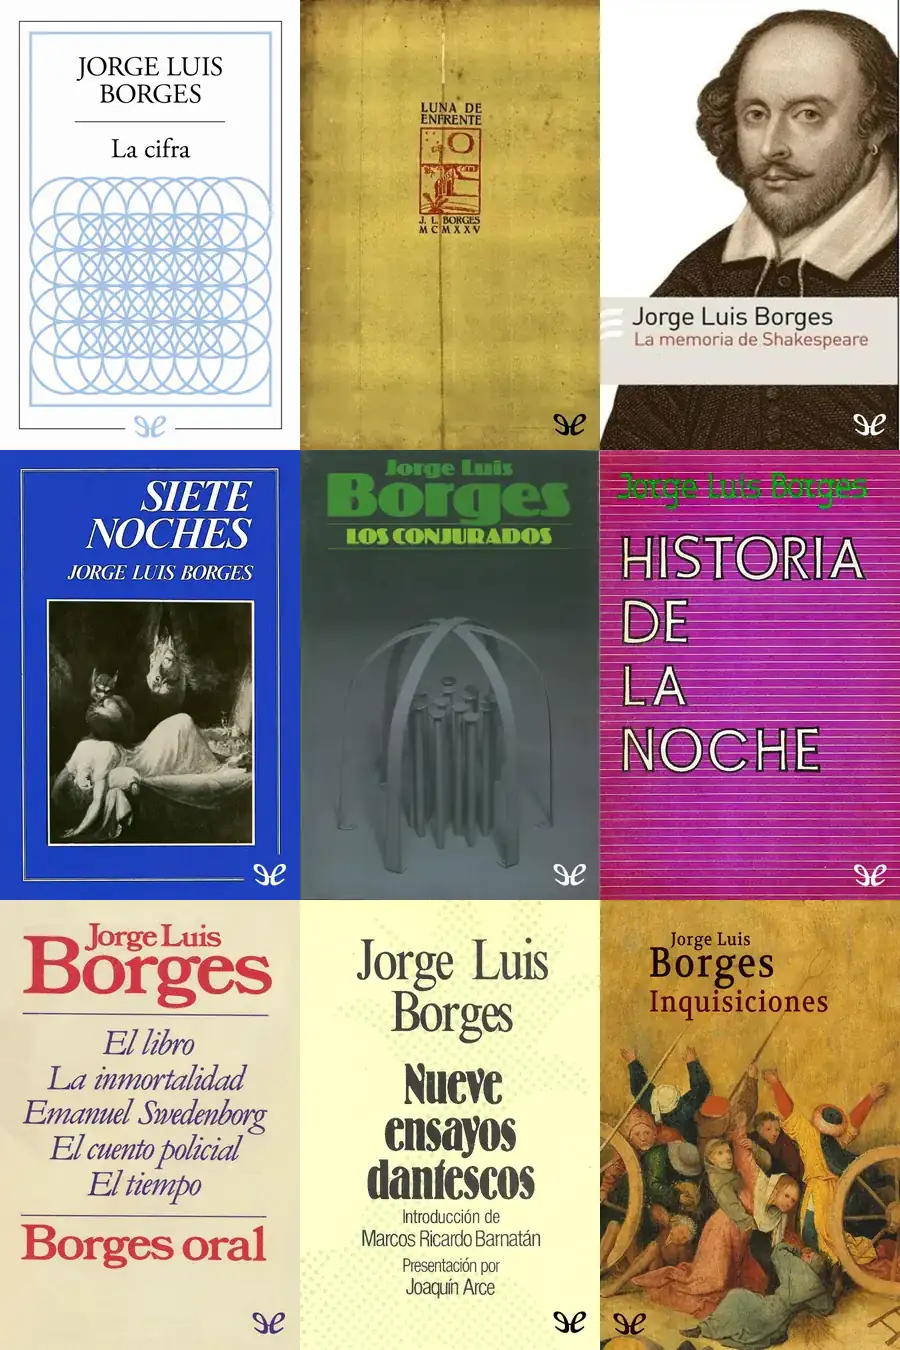 JORGE LUIS
BORGES
La cifra
LUNA DE
ENFRENTE
J. L. BORGES
MCMXXV
Jorge Luis Borges
La memoria de Shakespeare
SIETE
NOCHES
JORGE LUIS BORGES
Jorge Luis
Borges
LOS CONJURADOS
Jorge Luis Borges
HISTORIA
DE
LA
NOCHE
Jorge Luis
Borges
El libro
La inmortalidad
Emanuel Swedenborg
El cuento policial
El tiempo
Borges oral
Jorge Luis
Borges
Nueve
ensayos
dantescos
Introducción de
Marcos Ricardo Barnatán
Presentación por
Joaquín Arce
Jorge Luis
Borges
Inquisiciones